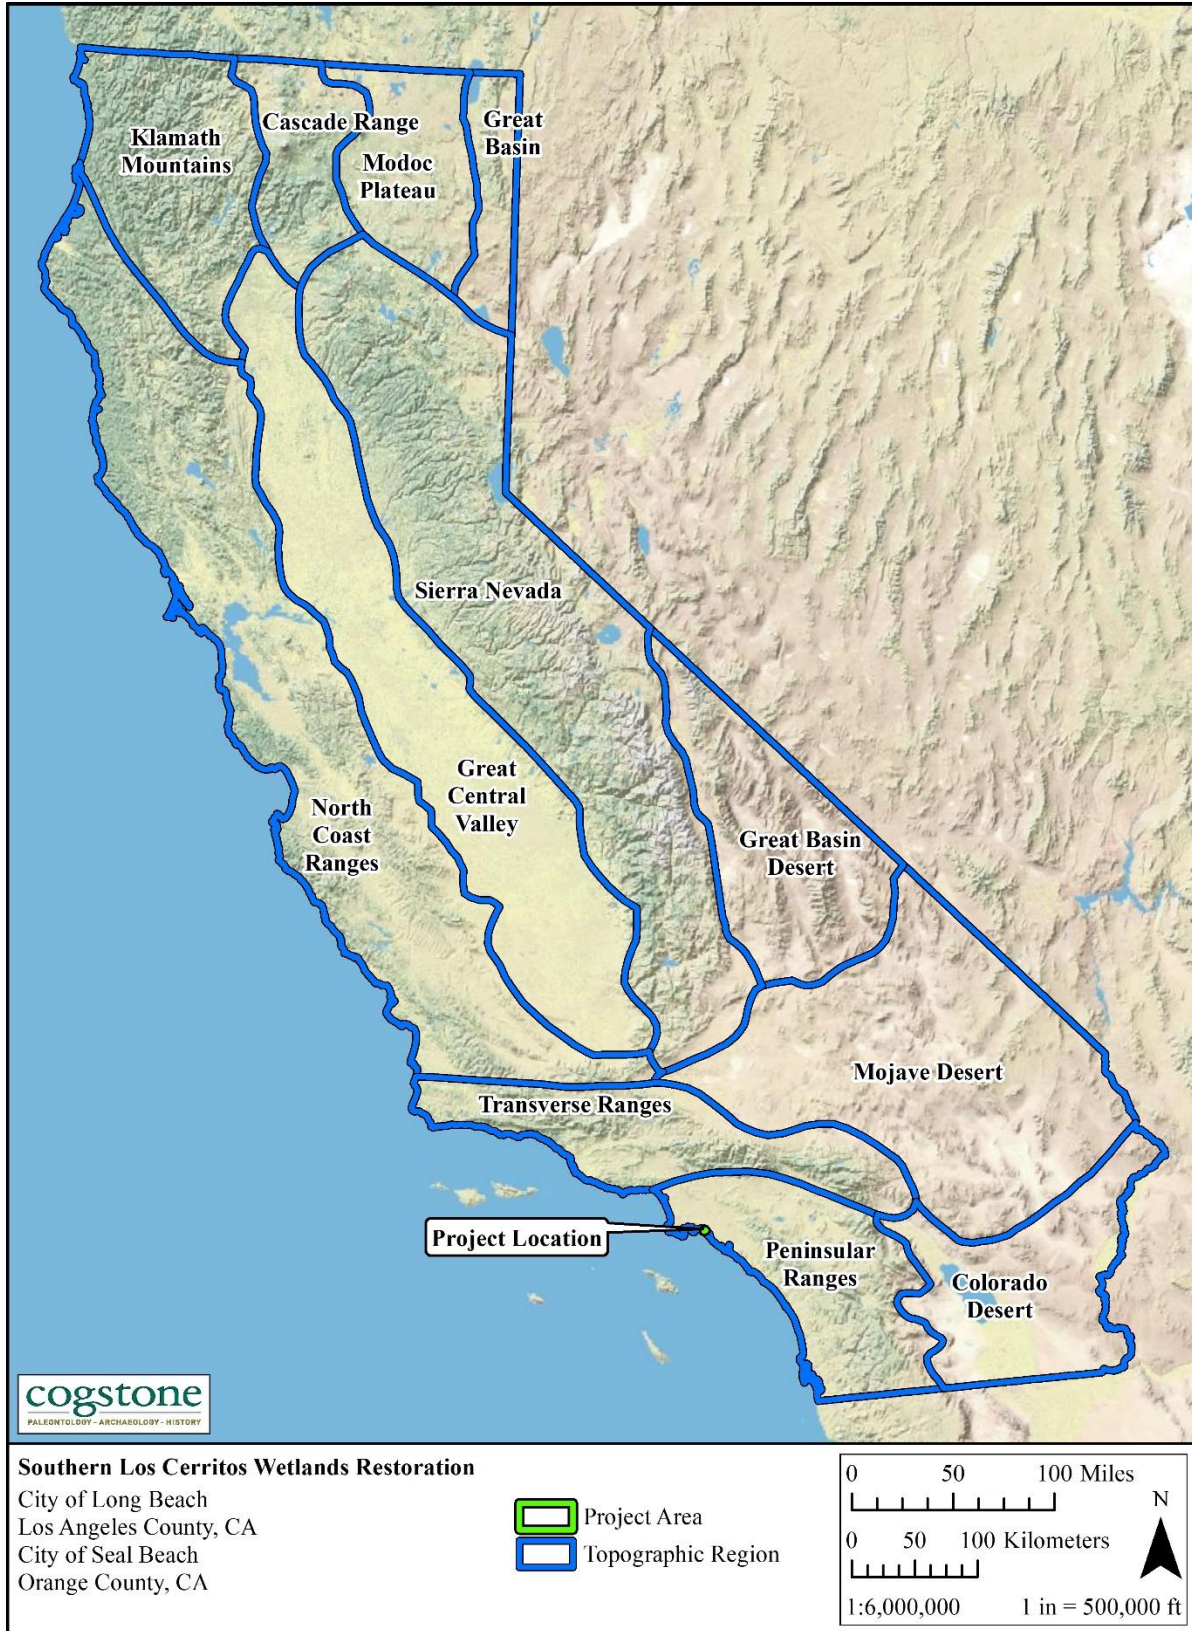 Klamath
Mountains
Cascade Range
Modoc
Plateau
Great
Basin
Sierra Nevada
Great
Central
Valley
North
Coast
Ranges
Great Basin
Desert
Mojave Desert
Transverse Ranges
Project Location
Peninsular
Ranges
Colorado
Desert
cogstone
PALEONTOLOGY - ARCHAEOLOGY - HISTORY
Southern Los Cerritos Wetlands Restoration
City of Long Beach
Los Angeles County, CA
City of Seal Beach
Orange County, CA
Project Area
Topographic Region
0 50 100 Miles
0 50 100 Kilometers
N
1:6,000,000 1 in = 500,000 ft